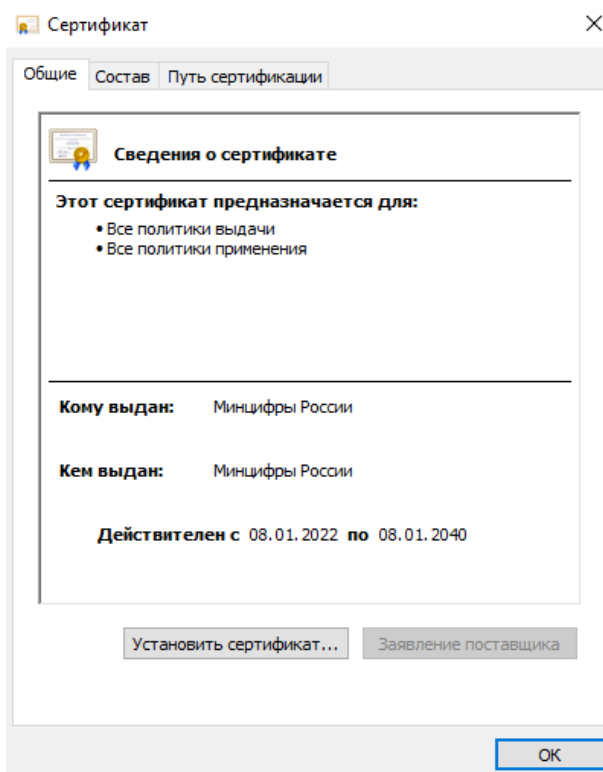 Сертификат
Общие Состав Путь сертификации
Сведения о сертификате
Этот сертификат предназначается для:
• Все политики выдачи
• Все политики применения
Кому выдан: Минцифры России
Кем выдан: Минцифры России
Действителен с 08.01.2022 по 08.01.2040
Установить сертификат... Заявление поставщика
ОК